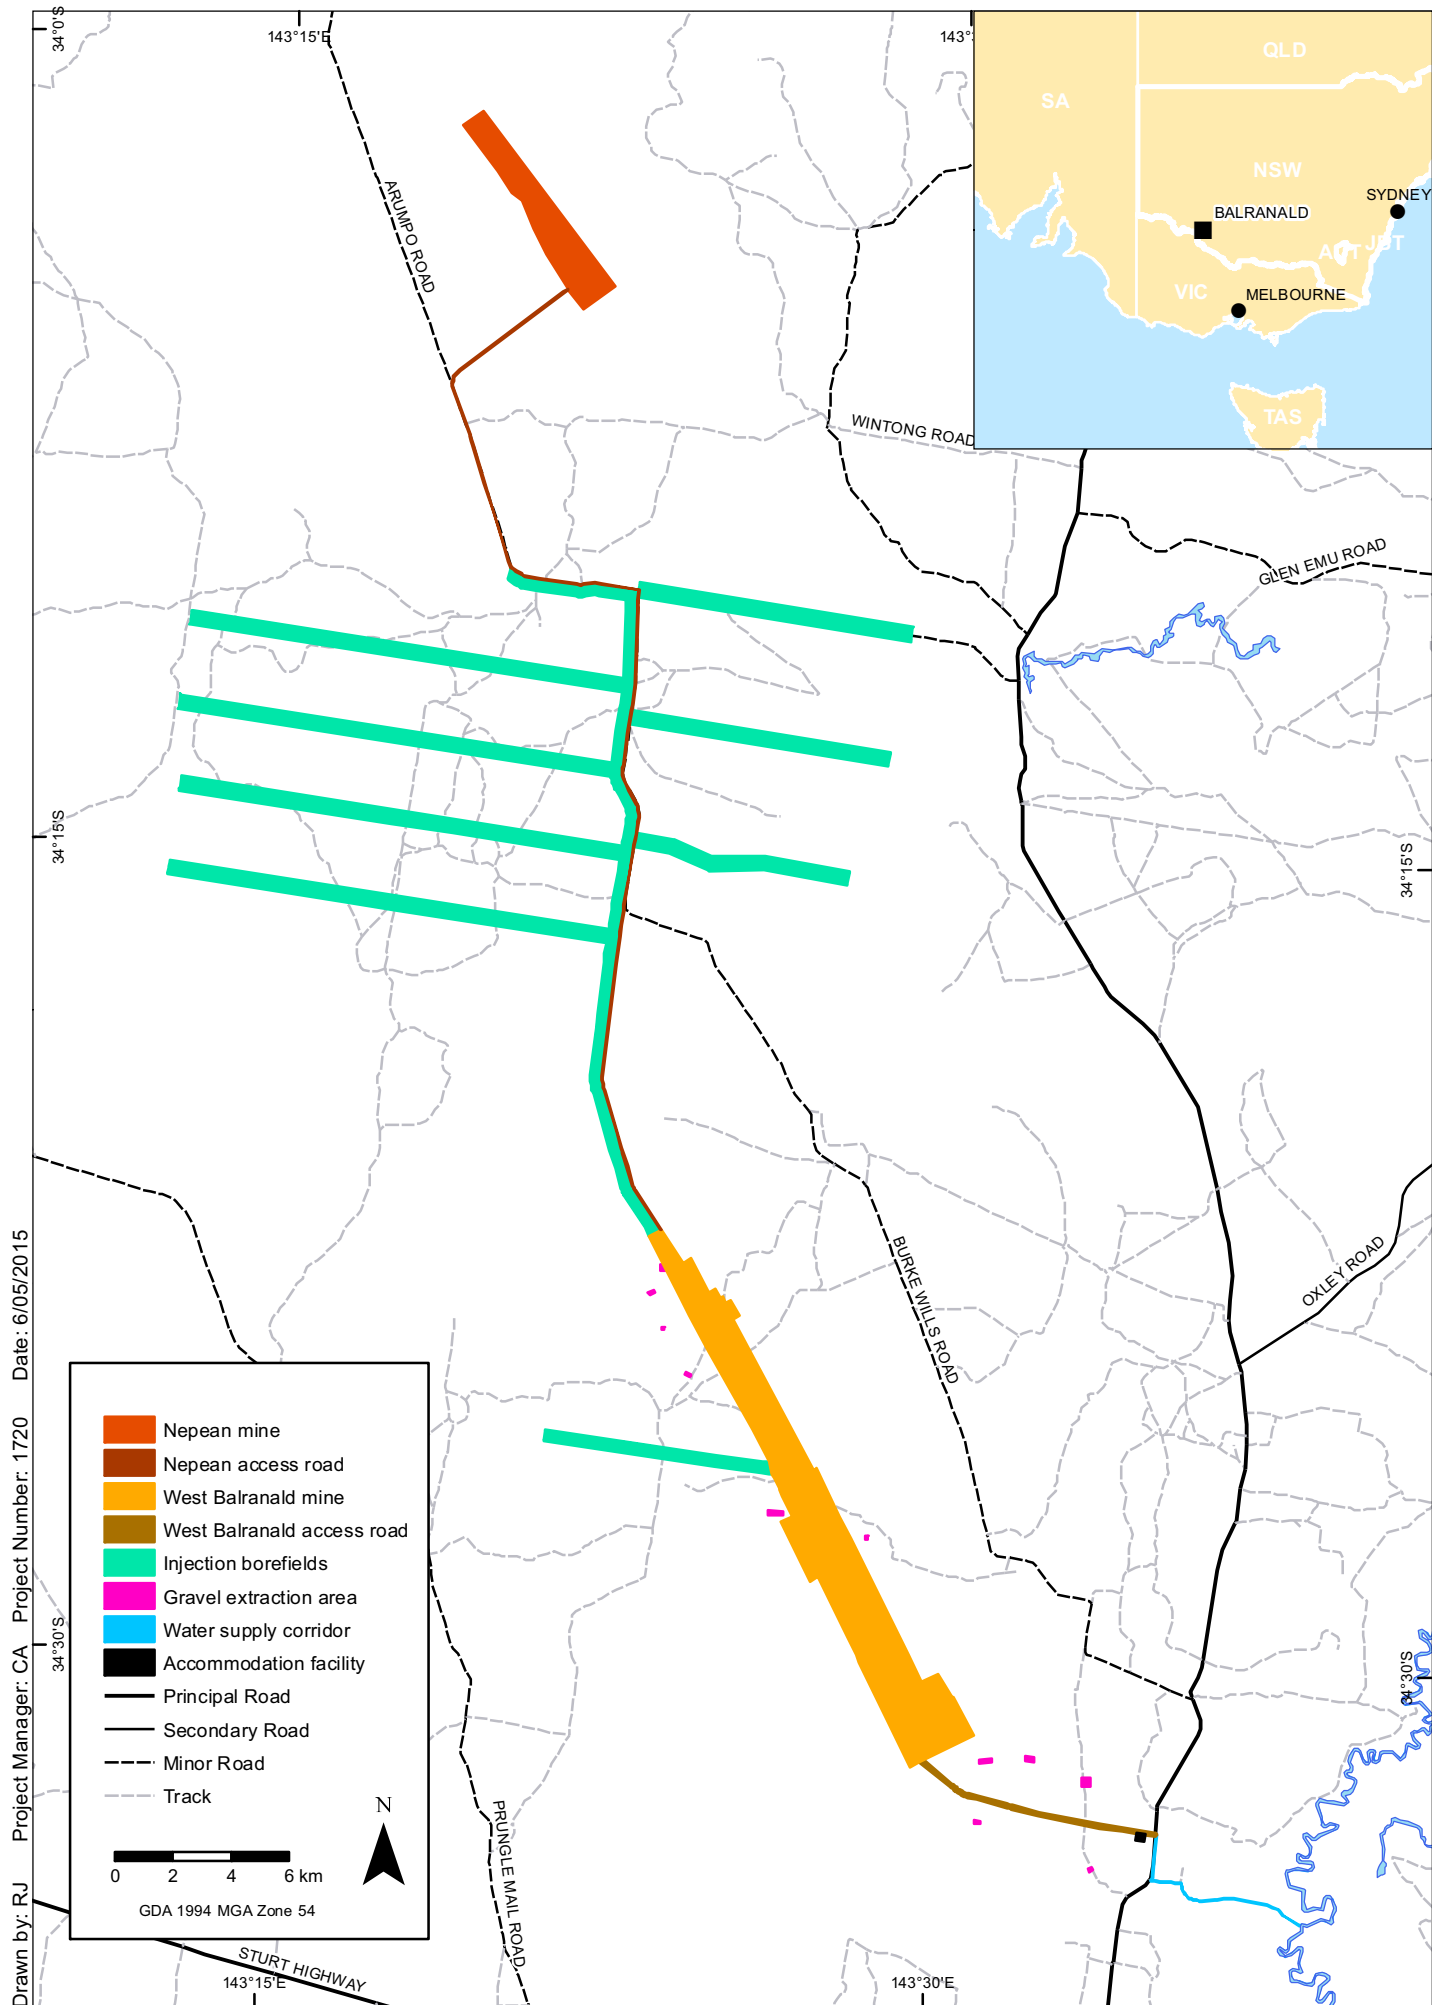 34°0'S
143°15'E
143°
QLD
SA
NSW
SYDNEY
BALRANALD
ACT
JBT
VIC
MELBOURNE
TAS
ARUMPO ROAD
WINTONG ROAD
GLEN EMU ROAD
34°15'S
34°15'S
BURKE WILLS ROAD
OXLEY ROAD
Nepean mine
Nepean access road
West Balranald mine
West Balranald access road
Injection borefields
Gravel extraction area
Water supply corridor
Accommodation facility
Principal Road
Secondary Road
Minor Road
Track
N
0 2 4 6 km
GDA 1994 MGA Zone 54
34°30'S
34°30'S
PRUNGLE MAIL ROAD
STURT HIGHWAY
143°15'E
143°30'E
Drawn by: RJ Project Manager: CA Project Number: 1720 Date: 6/05/2015